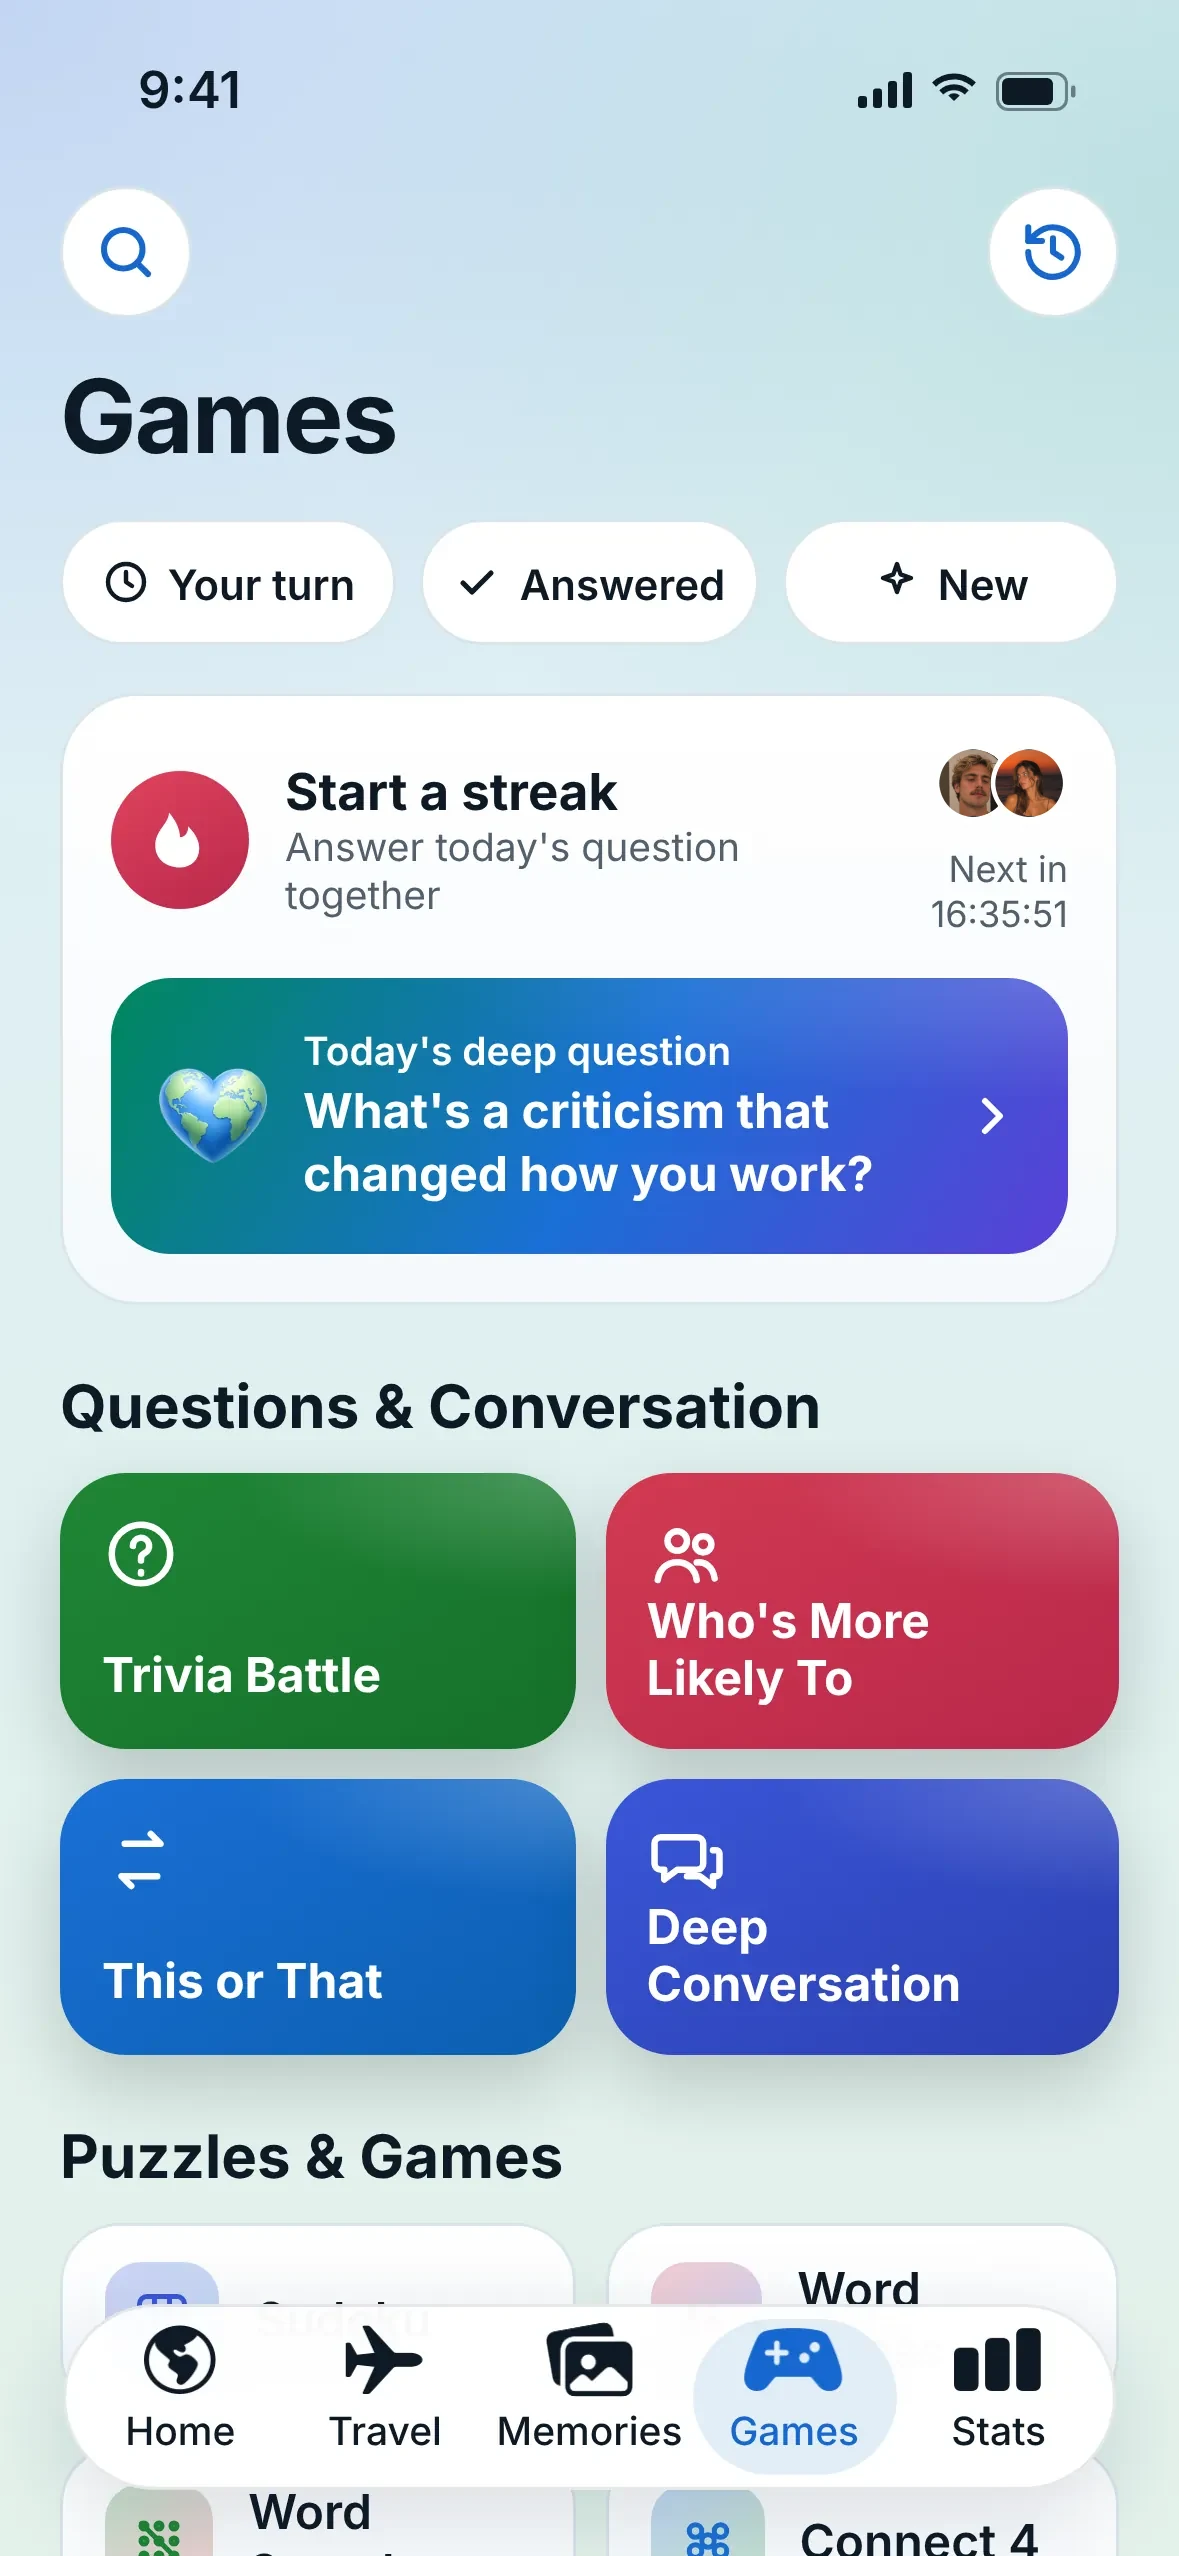 9:41
Games
Your turn
Answered
New
Start a streak
Answer today's question
together
Next in
16:35:51
Today's deep question
What's a criticism that
changed how you work?
Questions & Conversation
Trivia Battle
Who's More
Likely To
This or That
Deep
Conversation
Puzzles & Games
Sudoku
Word
Home
Travel
Memories
Games
Stats
Word
Connect 4